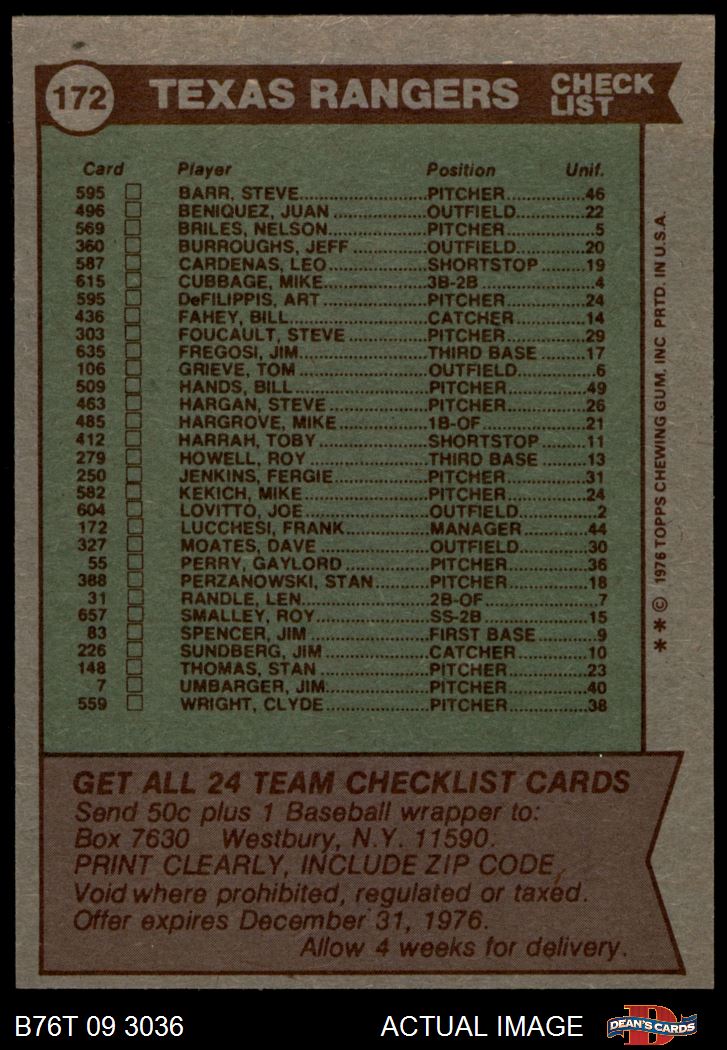 172 TEXAS RANGERS CHECK LIST
Card Player Position Unif.
595 BARR, STEVE PITCHER 46
496 BENIQUEZ, JUAN OUTFIELD 22
569 BRILES, NELSON PITCHER 5
360 BURROUGHS, JEFF OUTFIELD 20
587 CARDENAS, LEO SHORTSTOP 19
615 CUBBAGE, MIKE 3B-2B 4
595 DeFILIPPIS, ART PITCHER 24
436 FAHEY, BILL CATCHER 14
303 FOUCAULT, STEVE PITCHER 29
635 FREGOSI, JIM THIRD BASE 17
106 GRIEVE, TOM OUTFIELD 6
509 HANDS, BILL PITCHER 49
463 HARGAN, STEVE PITCHER 26
485 HARGROVE, MIKE 1B-OF 21
412 HARRAH, TOBY SHORTSTOP 11
279 HOWELL, ROY THIRD BASE 13
250 JENKINS, FERGIE PITCHER 31
582 KEKICH, MIKE PITCHER 24
604 LOVITTO, JOE OUTFIELD 2
172 LUCCHESI, FRANK MANAGER 44
327 MOATES, DAVE OUTFIELD 30
55 PERRY, GAYLORD PITCHER 36
388 PERZANOWSKI, STAN PITCHER 18
31 RANDLE, LEN 2B-OF 7
657 SMALLEY, ROY SS-2B 15
83 SPENCER, JIM FIRST BASE 9
226 SUNDBERG, JIM CATCHER 10
148 THOMAS, STAN PITCHER 23
7 UMBARGER, JIM PITCHER 40
559 WRIGHT, CLYDE PITCHER 38
* * © 1976 TOPPS CHEWING GUM, INC PRTD. IN U.S.A.
GET ALL 24 TEAM CHECKLIST CARDS
Send 50c plus 1 Baseball wrapper to:
Box 7630 Westbury, N.Y. 11590.
PRINT CLEARLY, INCLUDE ZIP CODE,
Void where prohibited, regulated or taxed.
Offer expires December 31, 1976.
Allow 4 weeks for delivery.
B76T 09 3036 ACTUAL IMAGE DEAN'S CARDS